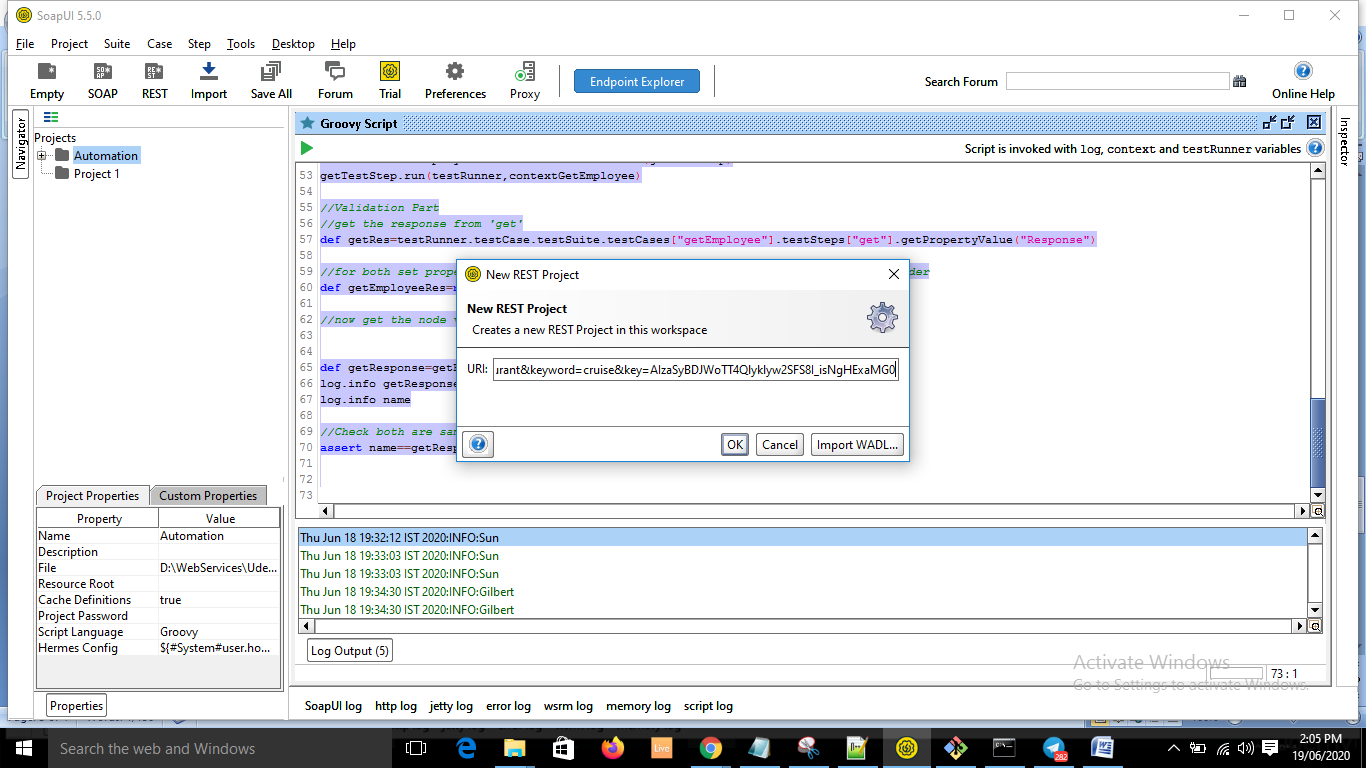 SoapUI 5.5.0
File Project Suite Case Step Tools Desktop Help
Empty SOAP REST Import Save All Forum Trial Preferences Proxy Endpoint Explorer Search Forum Online Help
Navigator
Projects
Automation
Project 1
Groovy Script
Script is invoked with log, context and testRunner variables
53 getTestStep.run(testRunner,contextGetEmployee)
54
55 //Validation Part
56 //get the response from 'get'
57 def getRes=testRunner.testCase.testSuite.testCases["getEmployee"].testSteps["get"].getPropertyValue("Response")
58
59 //for both set prope
60 def getEmployeeRes=
61
62 //now get the node
63
64
65 def getResponse=get
66 log.info getResponse
67 log.info name
68
69 //Check both are sa
70 assert name==getResp
71
72
73
Inspector
New REST Project
New REST Project
Creates a new REST Project in this workspace
URI: rant&keyword=cruise&key=AIzaSyBDJWoTT4QIykIyw2SFS8I_isNgHExaMG0
OK Cancel Import WADL...
Project Properties Custom Properties
Property Value
Name Automation
Description
File D:\WebServices\Ude...
Resource Root
Cache Definitions true
Project Password
Script Language Groovy
Hermes Config ${#System#user.ho...
Properties
Thu Jun 18 19:32:12 IST 2020:INFO:Sun
Thu Jun 18 19:33:03 IST 2020:INFO:Sun
Thu Jun 18 19:33:03 IST 2020:INFO:Sun
Thu Jun 18 19:34:30 IST 2020:INFO:Gilbert
Thu Jun 18 19:34:30 IST 2020:INFO:Gilbert
Log Output (5)
73 : 1
Activate Windows
Go to Settings to activate Windows.
SoapUI log http log jetty log error log wsrm log memory log script log
Search the web and Windows
Live
282
2:05 PM
19/06/2020